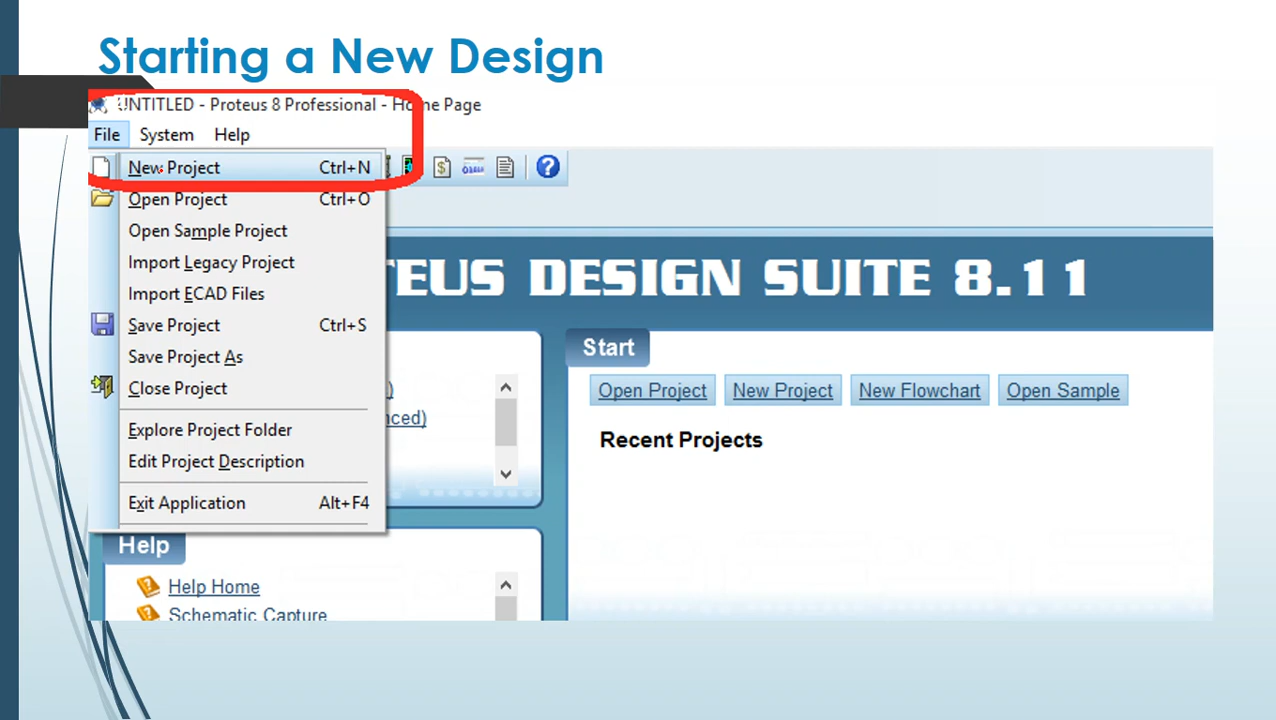 Starting a New Design
UNTITLED - Proteus 8 Professional - Home Page
File System Help
New Project Ctrl+N
Open Project Ctrl+O
Open Sample Project
Import Legacy Project
Import ECAD Files
Save Project Ctrl+S
Save Project As
Close Project
Explore Project Folder
Edit Project Description
Exit Application Alt+F4
TEUS DESIGN SUITE 8.11
)
nced)
Start
Open Project New Project New Flowchart Open Sample
Recent Projects
Help
Help Home
Schematic Capture